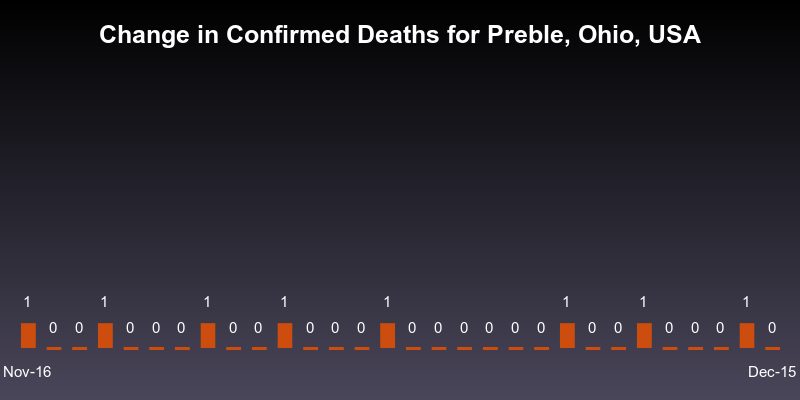 Change in Confirmed Deaths for Preble, Ohio, USA
1 0 0 1 0 0 0 1 0 0 1 0 0 0 1 0 0 0 0 0 0 1 0 0 1 0 0 0 1 0
Nov-16 Dec-15